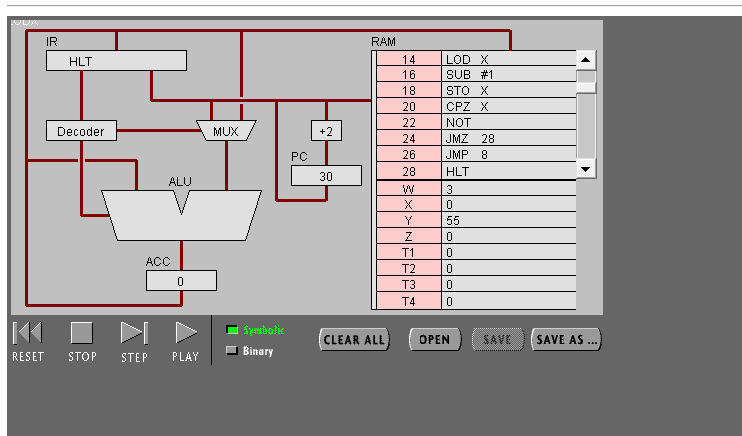 LODX
IR
HLT
Decoder
MUX
+2
PC
30
ALU
ACC
0
RAM
14 LOD X
16 SUB #1
18 STO X
20 CPZ X
22 NOT
24 JMZ 28
26 JMP 8
28 HLT
W 3
X 0
Y 55
Z 0
T1 0
T2 0
T3 0
T4 0
RESET
STOP
STEP
PLAY
Symbolic
Binary
CLEAR ALL
OPEN
SAVE
SAVE AS ...